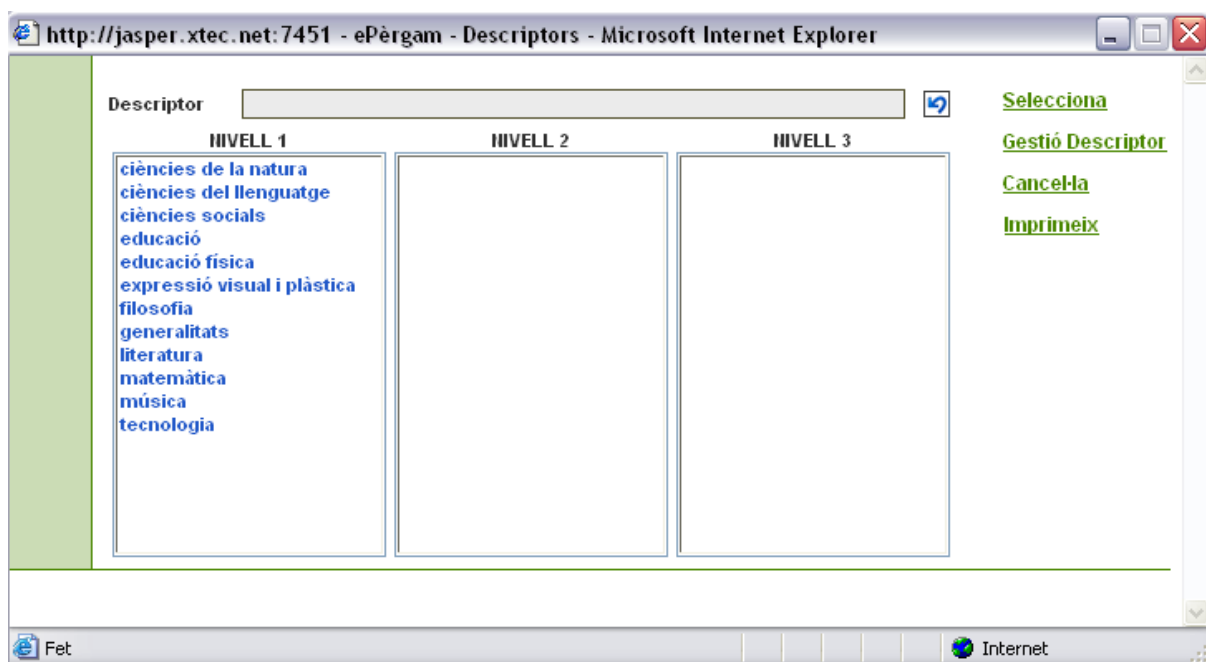 http://jasper.xtec.net:7451 - ePèrgam - Descriptors - Microsoft Internet Explorer
Descriptor
Selecciona
NIVELL 1
NIVELL 2
NIVELL 3
Gestió Descriptor
Cancel·la
Imprimeix
ciències de la natura
ciències del llenguatge
ciències socials
educació
educació física
expressió visual i plàstica
filosofia
generalitats
literatura
matemàtica
música
tecnologia
Fet
Internet